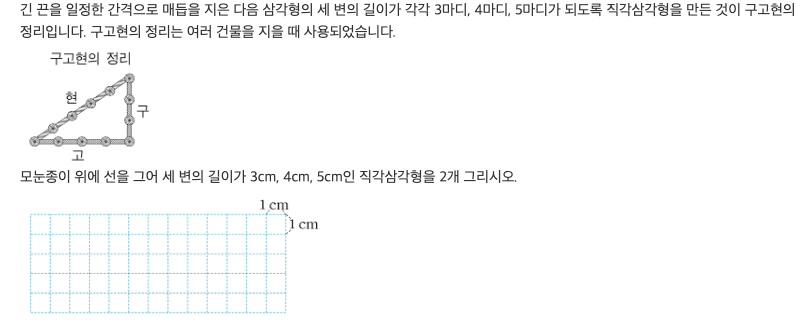 긴 끈을 일정한 간격으로 매듭을 지은 다음 삼각형의 세 변의 길이가 각각 3마디, 4마디, 5마디가 되도록 직각삼각형을 만든 것이 구고현의
정리입니다. 구고현의 정리는 여러 건물을 지을 때 사용되었습니다.
구고현의 정리
현
구
고
모눈종이 위에 선을 그어 세 변의 길이가 3cm, 4cm, 5cm인 직각삼각형을 2개 그리시오.
1 cm
1 cm